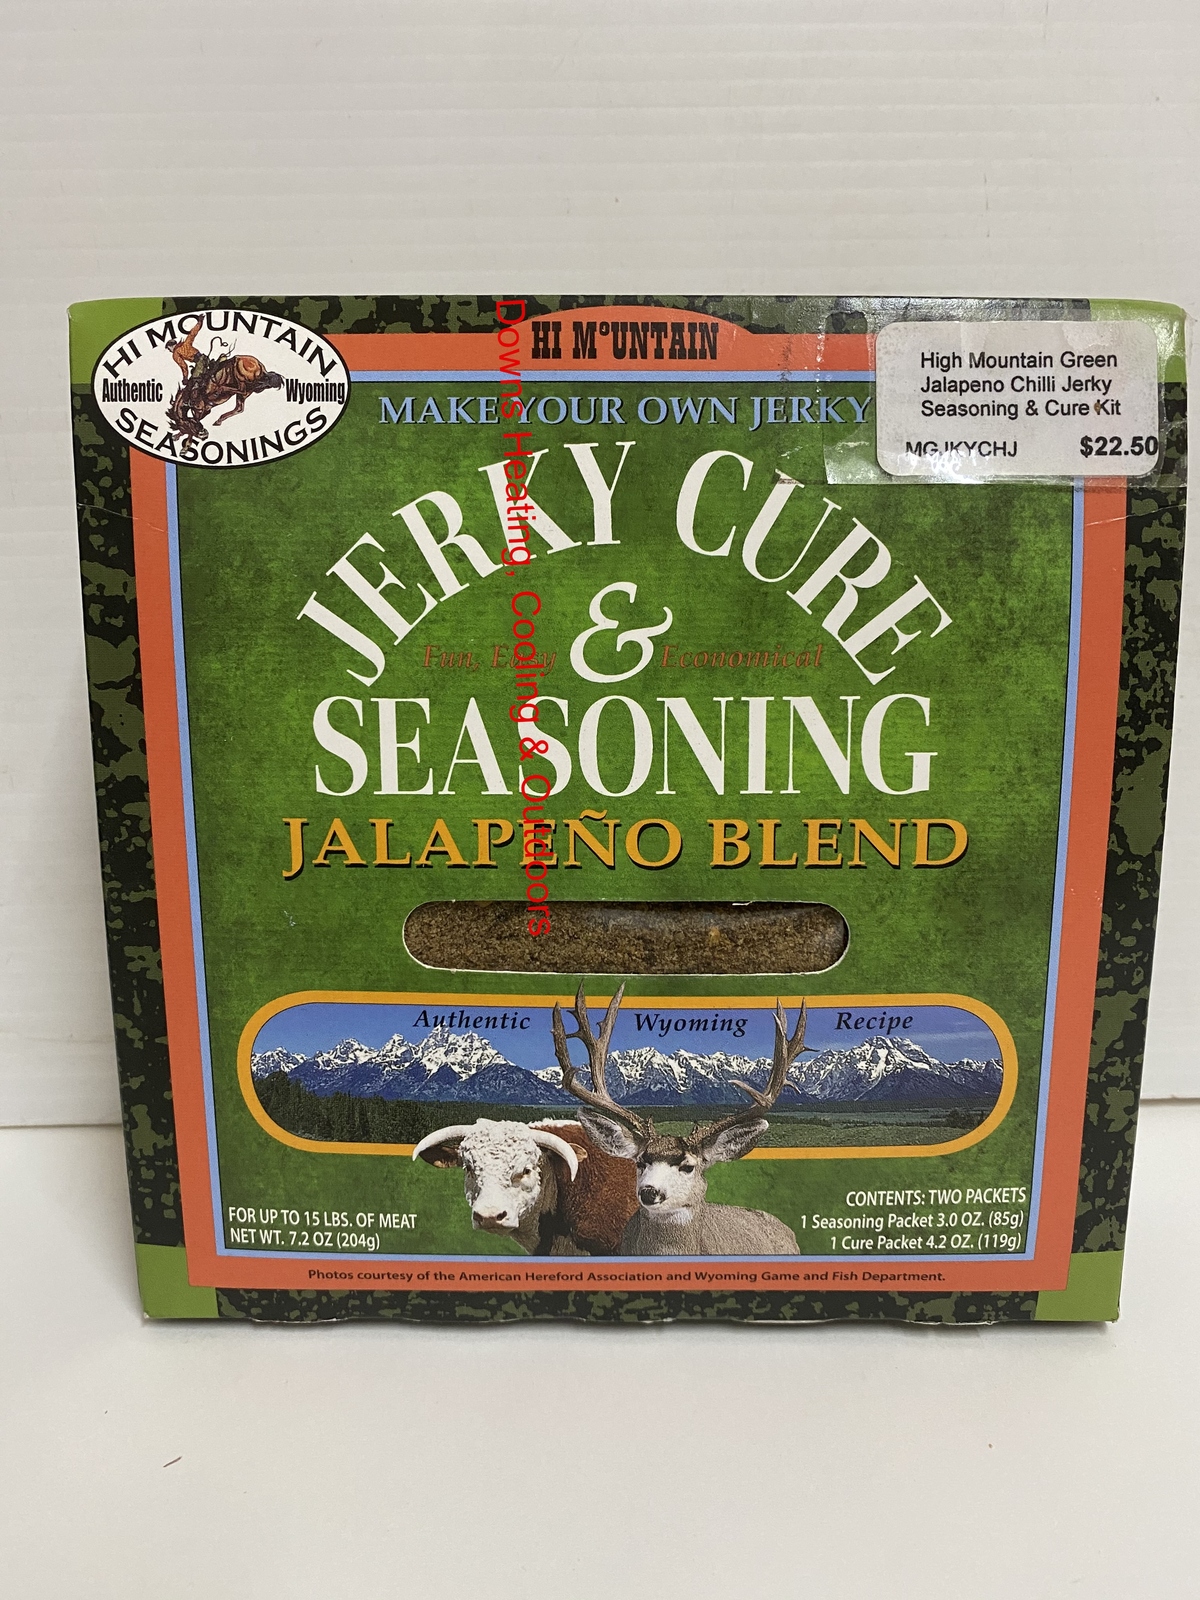 HI MOUNTAIN
Authentic Wyoming
SEASONINGS
HI MOUNTAIN
High Mountain Green
Jalapeno Chilli Jerky
Seasoning & Cure Kit
MGJKYCHJ $22.50
MAKE YOUR OWN JERKY
JERKY CURE
Fun, Easy & Economical
SEASONING
JALAPEÑO BLEND
Downs Heating, Cooling & Outdoors
Authentic Wyoming Recipe
FOR UP TO 15 LBS. OF MEAT
NET WT. 7.2 OZ (204g)
CONTENTS: TWO PACKETS
1 Seasoning Packet 3.0 OZ. (85g)
1 Cure Packet 4.2 OZ. (119g)
Photos courtesy of the American Hereford Association and Wyoming Game and Fish Department.